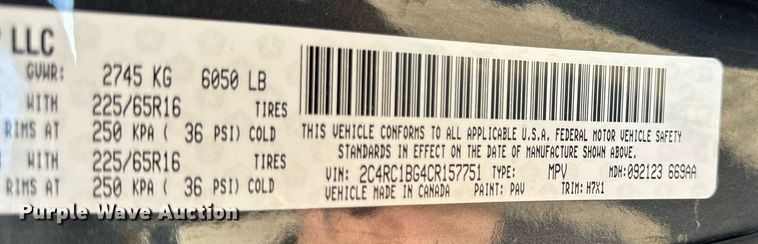 LLC
GVWR: 2745 KG 6050 LB
WITH 225/65R16 TIRES
RIMS AT 250 KPA ( 36 PSI) COLD
WITH 225/65R16 TIRES
RIMS AT 250 KPA ( 36 PSI) COLD
THIS VEHICLE CONFORMS TO ALL APPLICABLE U.S.A. FEDERAL MOTOR VEHICLE SAFETY
STANDARDS IN EFFECT ON THE DATE OF MANUFACTURE SHOWN ABOVE.
VIN: 2C4RC1BG4CR157751 TYPE: MPV MDH:092123 669AA
VEHICLE MADE IN CANADA PAINT: PAV TRIM: H7X1
Purple Wave Auction